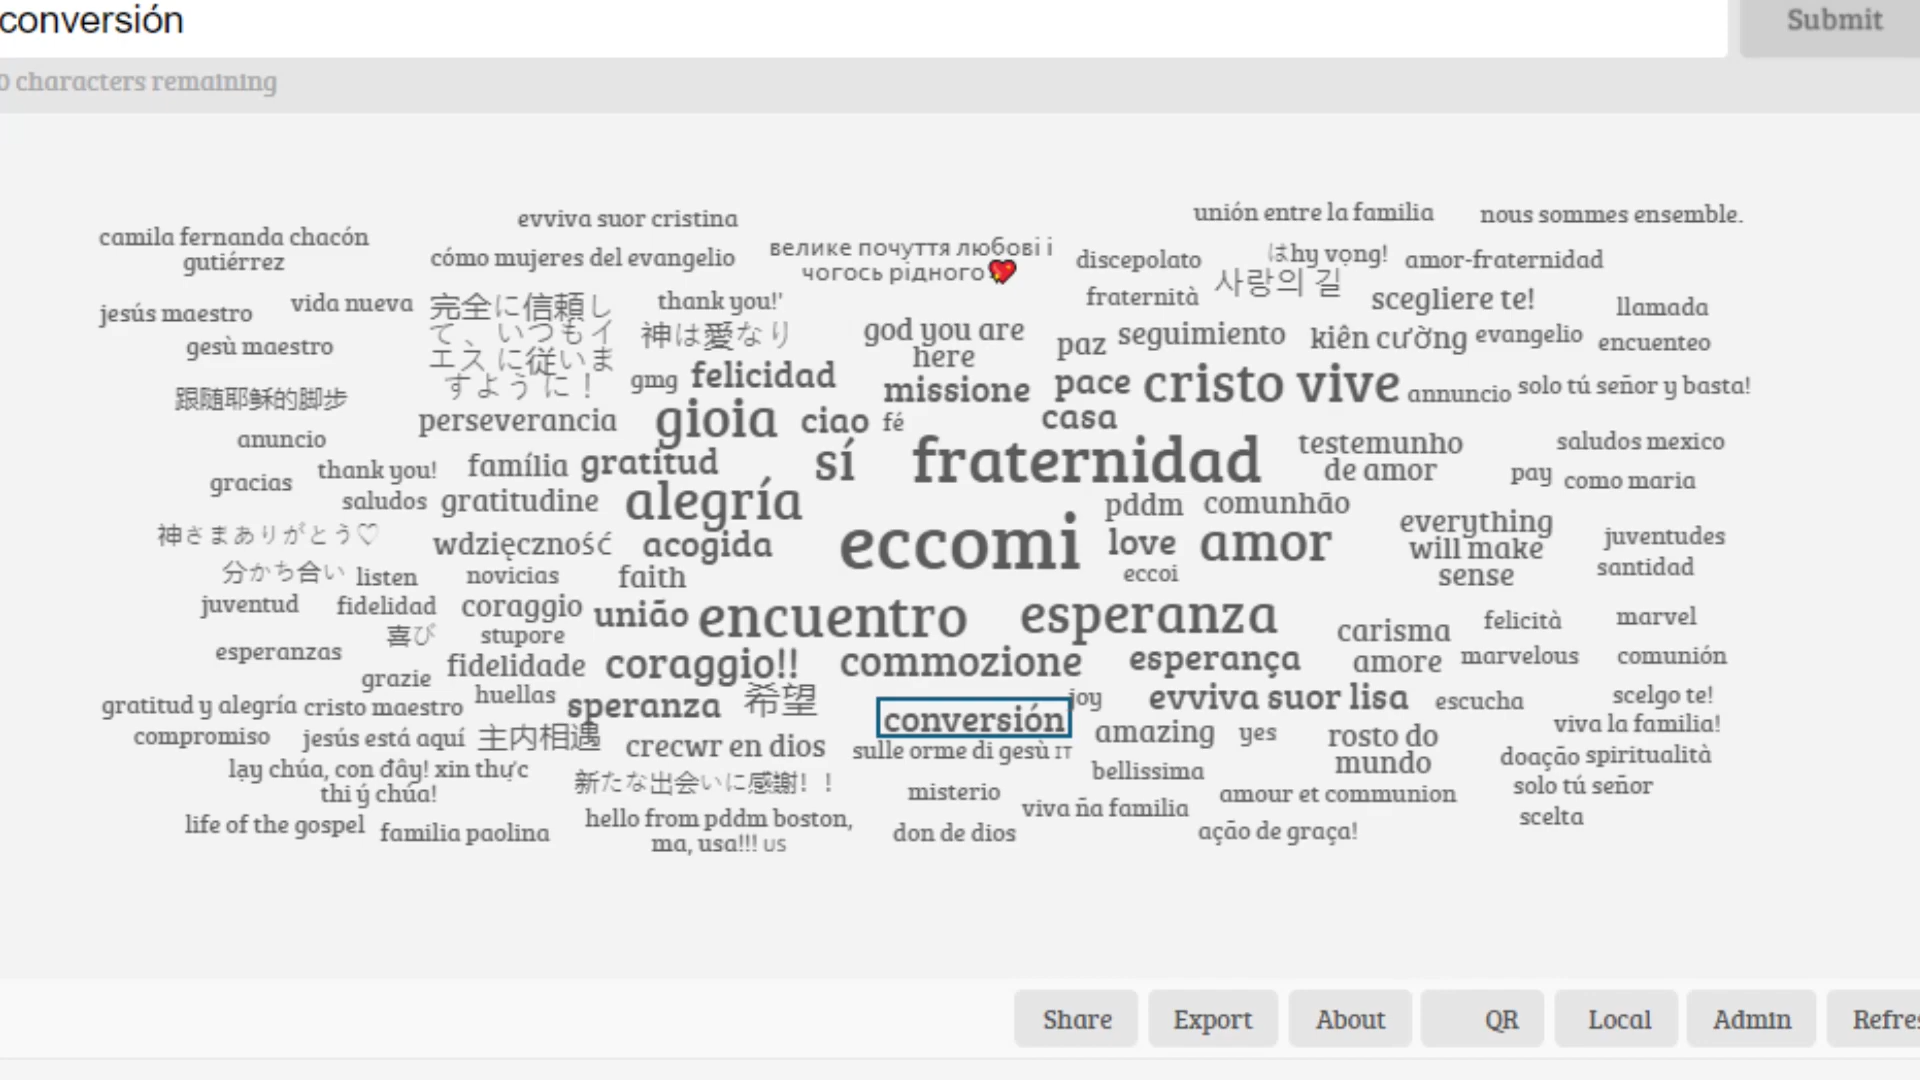 conversión
Submit
0 characters remaining
unión entre la familia
nous sommes ensemble.
evviva suor cristina
camila fernanda chacón
gutiérrez
cómo mujeres del evangelio
велике почуття любові і
чогось рідного💖
discepolato
はhy vọng!
amor-fraternidad
사랑의 길
fraternità
scegliere te!
llamada
jesús maestro
vida nueva
完全に信頼し
て、いつもイ
エスに従いま
すように！
thank you!'
神は愛なり
god you are
here
paz
seguimiento
kiên cường
evangelio
encuenteo
gesù maestro
gmg
felicidad
missione
pace
cristo vive
annuncio
solo tú señor y basta!
跟随耶稣的脚步
perseverancia
gioia
ciao
fé
casa
anuncio
sí
fraternidad
testemunho
de amor
saludos mexico
gracias
thank you!
família
gratitud
pay
como maria
saludos
gratitudine
alegría
pddm
comunhão
everything
will make
sense
神さまありがとう♡
wdzięczność
acogida
eccomi
love
amor
juventudes
santidad
分かち合い
listen
novicias
faith
eccoi
juventud
fidelidad
coraggio
união
encuentro
esperanza
carisma
felicità
marvel
喜び
stupore
esperanzas
grazie
fidelidade
coraggio!!
commozione
esperança
amore
marvelous
comunión
gratitud y alegría
cristo maestro
huellas
speranza
希望
conversión
joy
evviva suor lisa
escucha
scelgo te!
compromiso
jesús está aquí
主内相遇
crecwr en dios
sulle orme di gesù IT
amazing
yes
rosto do
mundo
viva la familia!
doação
spiritualità
lạy chúa, con đây! xin thực
thi ý chúa!
新たな出会いに感謝！！
misterio
bellissima
viva ña familia
amour et communion
solo tú señor
scelta
life of the gospel
familia paolina
hello from pddm boston,
ma, usa!!! US
don de dios
ação de graça!
Share
Export
About
QR
Local
Admin
Refres